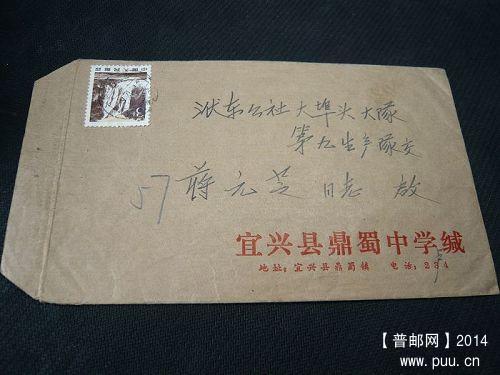 洑东公社大埠头大队
第九生产队交
57 蒋元芝 同志 启
宜兴县鼎蜀中学缄
地址：宜兴县鼎蜀镇 电话：234
【普邮网】2014
www.puu.cn